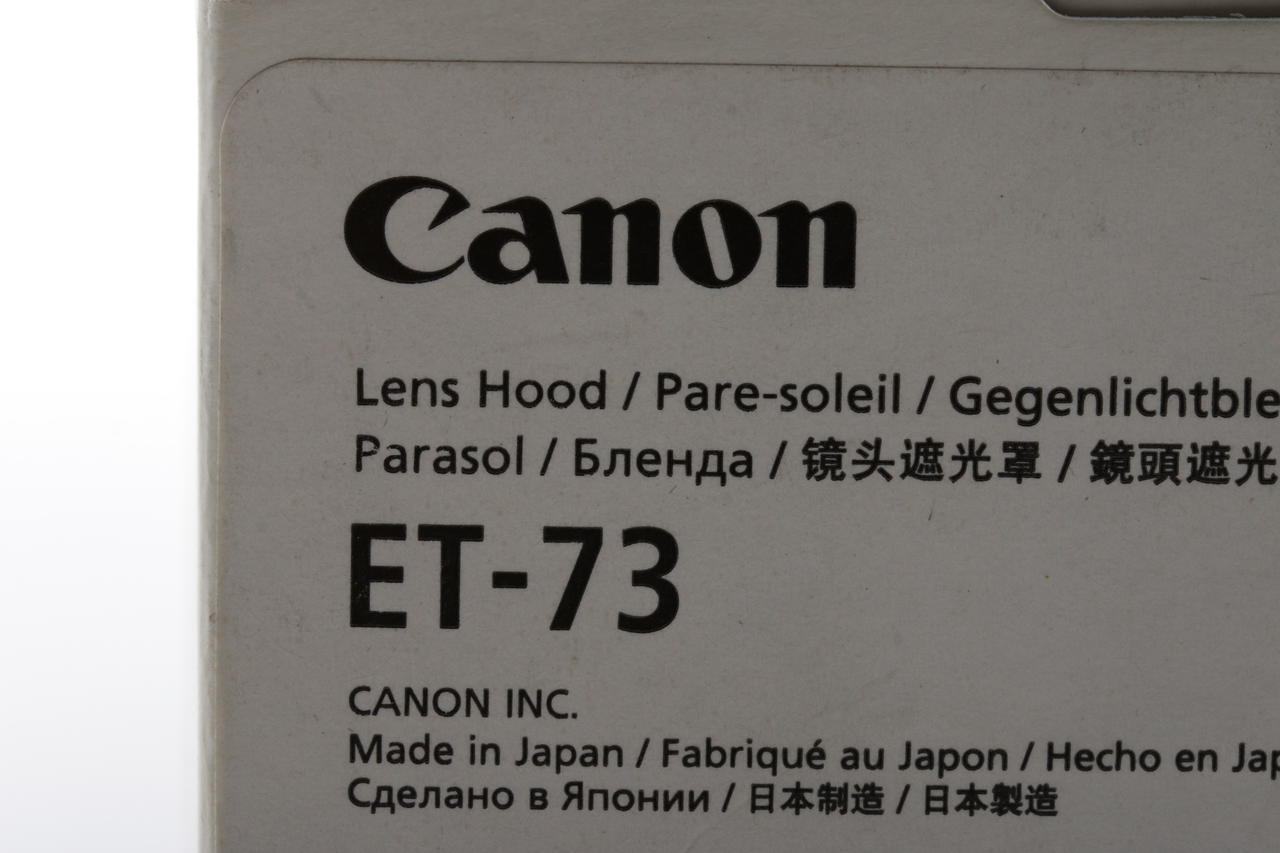 Canon
Lens Hood / Pare-soleil / Gegenlichtble
Parasol / Бленда / 镜头遮光罩 / 鏡頭遮光
ET-73
CANON INC.
Made in Japan / Fabriqué au Japon / Hecho en Jap
Сделано в Японии / 日本制造 / 日本製造